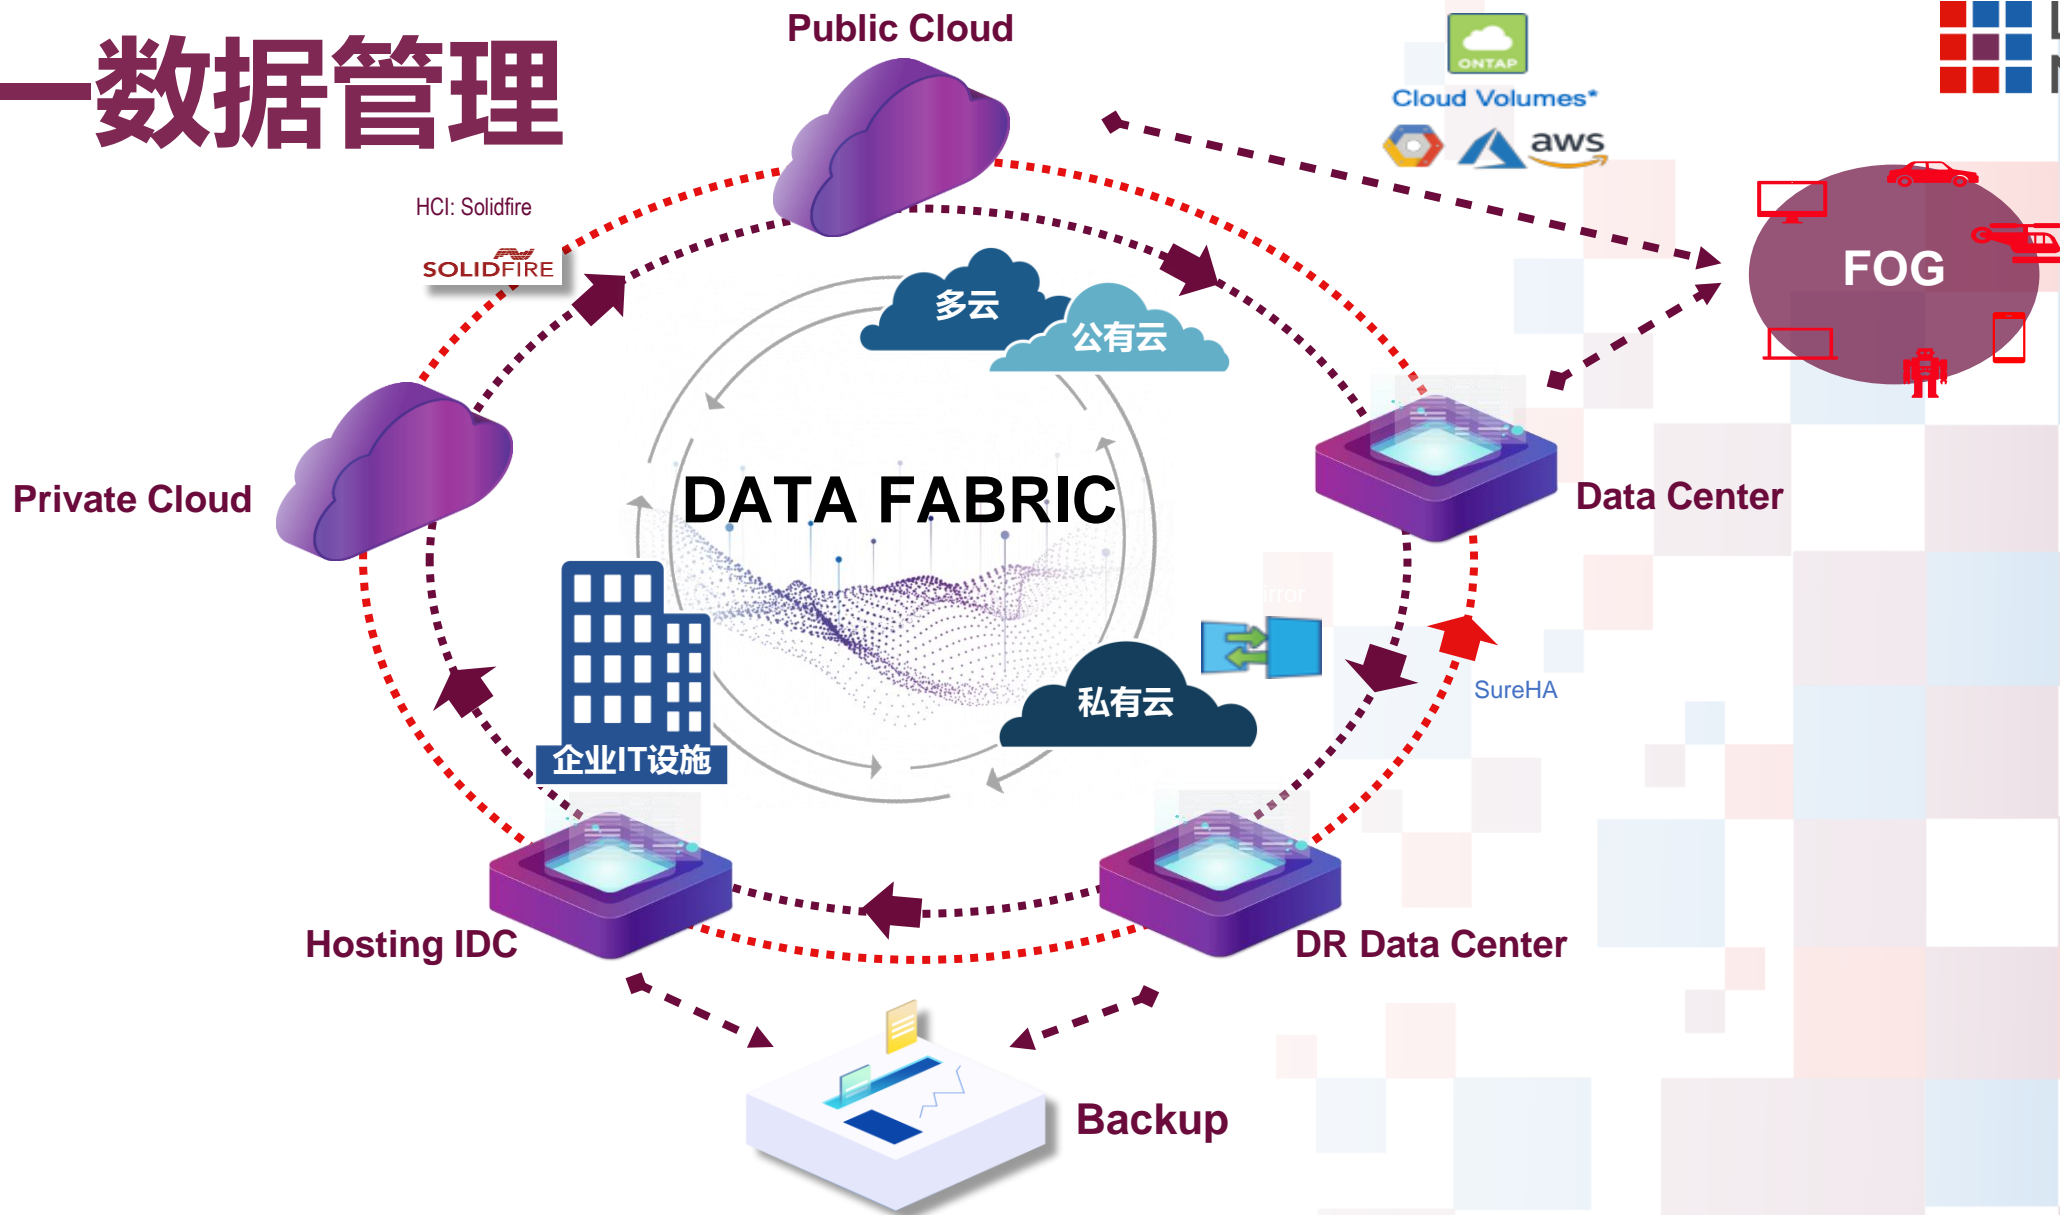 一数据管理
Public Cloud
ONTAP
Cloud Volumes*
aws
HCI: Solidfire
SOLIDFIRE
FOG
多云
公有云
Private Cloud
DATA FABRIC
Data Center
企业IT设施
私有云
SureHA
Hosting IDC
DR Data Center
Backup